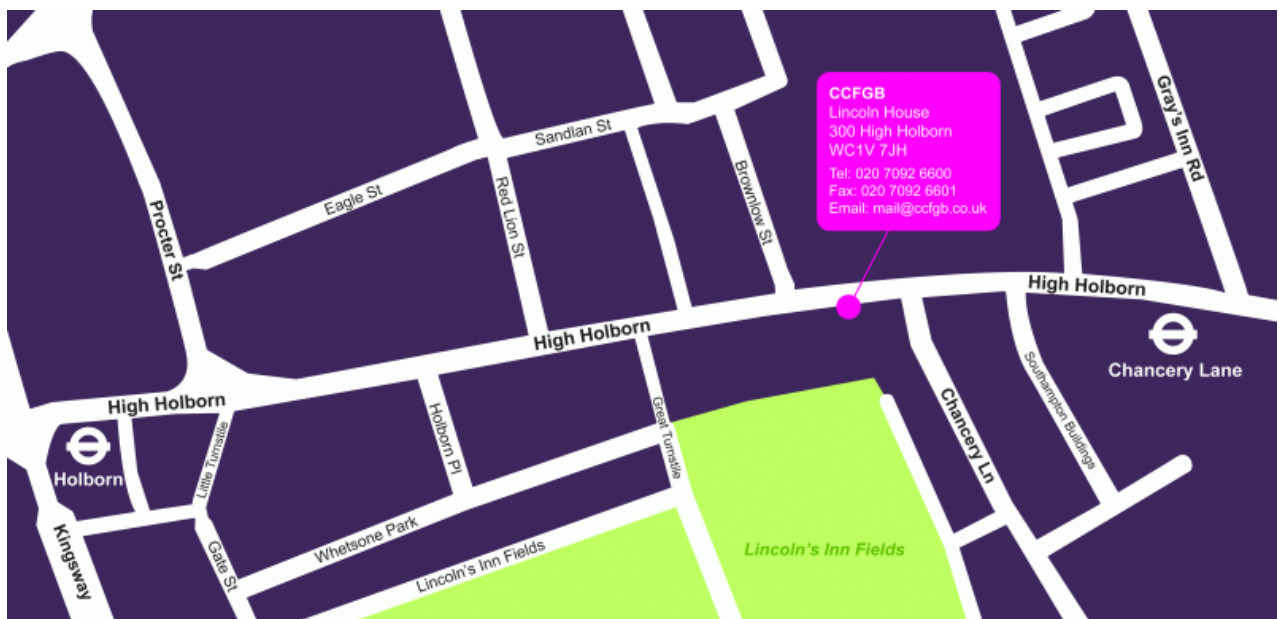 CCFGB
Lincoln House
300 High Holborn
WC1V 7JH
Tel: 020 7092 6600
Fax: 020 7092 6601
Email: mail@ccfgb.co.uk
Gray's Inn Rd
Sandlan St
Eagle St
Red Lion St
Brownlow St
Procter St
High Holborn
High Holborn
High Holborn
Chancery Lane
Southampton Buildings
Chancery Ln
Great Turnstile
Holborn Pl
Little Turnstile
Holborn
Kingsway
Gate St
Whetsone Park
Lincoln's Inn Fields
Lincoln's Inn Fields